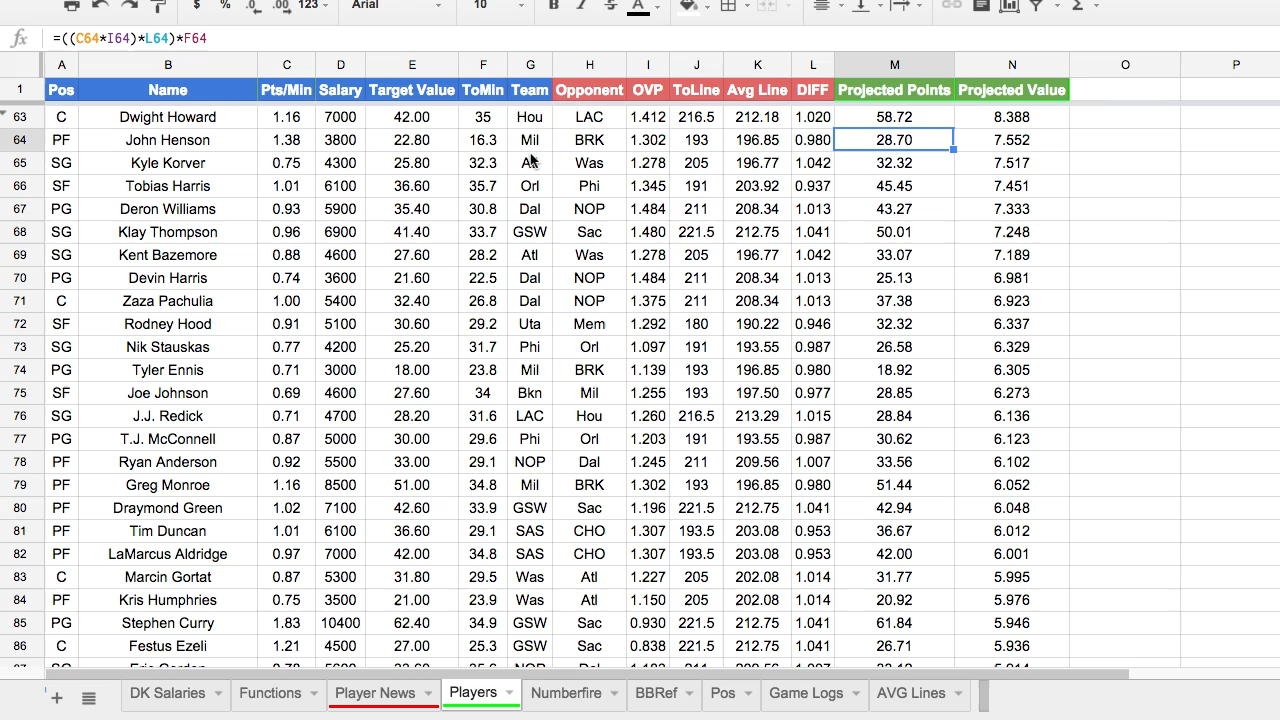 $ % .0 .00 123 Arial 10 B I S A Σ
fx =((C64*I64)*L64)*F64
A B C D E F G H I J K L M N O P
1 Pos Name Pts/Min Salary Target Value ToMin Team Opponent OVP ToLine Avg Line DIFF Projected Points Projected Value
63 C Dwight Howard 1.16 7000 42.00 35 Hou LAC 1.412 216.5 212.18 1.020 58.72 8.388
64 PF John Henson 1.38 3800 22.80 16.3 Mil BRK 1.302 193 196.85 0.980 28.70 7.552
65 SG Kyle Korver 0.75 4300 25.80 32.3 Was 1.278 205 196.77 1.042 32.32 7.517
66 SF Tobias Harris 1.01 6100 36.60 35.7 Orl Phi 1.345 191 203.92 0.937 45.45 7.451
67 PG Deron Williams 0.93 5900 35.40 30.8 Dal NOP 1.484 211 208.34 1.013 43.27 7.333
68 SG Klay Thompson 0.96 6900 41.40 33.7 GSW Sac 1.480 221.5 212.75 1.041 50.01 7.248
69 SG Kent Bazemore 0.88 4600 27.60 28.2 Atl Was 1.278 205 196.77 1.042 33.07 7.189
70 PG Devin Harris 0.74 3600 21.60 22.5 Dal NOP 1.484 211 208.34 1.013 25.13 6.981
71 C Zaza Pachulia 1.00 5400 32.40 26.8 Dal NOP 1.375 211 208.34 1.013 37.38 6.923
72 SF Rodney Hood 0.91 5100 30.60 29.2 Uta Mem 1.292 180 190.22 0.946 32.32 6.337
73 SG Nik Stauskas 0.77 4200 25.20 31.7 Phi Orl 1.097 191 193.55 0.987 26.58 6.329
74 PG Tyler Ennis 0.71 3000 18.00 23.8 Mil BRK 1.139 193 196.85 0.980 18.92 6.305
75 SF Joe Johnson 0.69 4600 27.60 34 Bkn Mil 1.255 193 197.50 0.977 28.85 6.273
76 SG J.J. Redick 0.71 4700 28.20 31.6 LAC Hou 1.260 216.5 213.29 1.015 28.84 6.136
77 PG T.J. McConnell 0.87 5000 30.00 29.6 Phi Orl 1.203 191 193.55 0.987 30.62 6.123
78 PF Ryan Anderson 0.92 5500 33.00 29.1 NOP Dal 1.245 211 209.56 1.007 33.56 6.102
79 PF Greg Monroe 1.16 8500 51.00 34.8 Mil BRK 1.302 193 196.85 0.980 51.44 6.052
80 PF Draymond Green 1.02 7100 42.60 33.9 GSW Sac 1.196 221.5 212.75 1.041 42.94 6.048
81 PF Tim Duncan 1.01 6100 36.60 29.1 SAS CHO 1.307 193.5 203.08 0.953 36.67 6.012
82 PF LaMarcus Aldridge 0.97 7000 42.00 34.8 SAS CHO 1.307 193.5 203.08 0.953 42.00 6.001
83 C Marcin Gortat 0.87 5300 31.80 29.5 Was Atl 1.227 205 202.08 1.014 31.77 5.995
84 PF Kris Humphries 0.75 3500 21.00 23.9 Was Atl 1.150 205 202.08 1.014 20.92 5.976
85 PG Stephen Curry 1.83 10400 62.40 34.9 GSW Sac 0.930 221.5 212.75 1.041 61.84 5.946
86 C Festus Ezeli 1.21 4500 27.00 25.3 GSW Sac 0.838 221.5 212.75 1.041 26.71 5.936
+ DK Salaries Functions Player News Players Numberfire BBRef Pos Game Logs AVG Lines